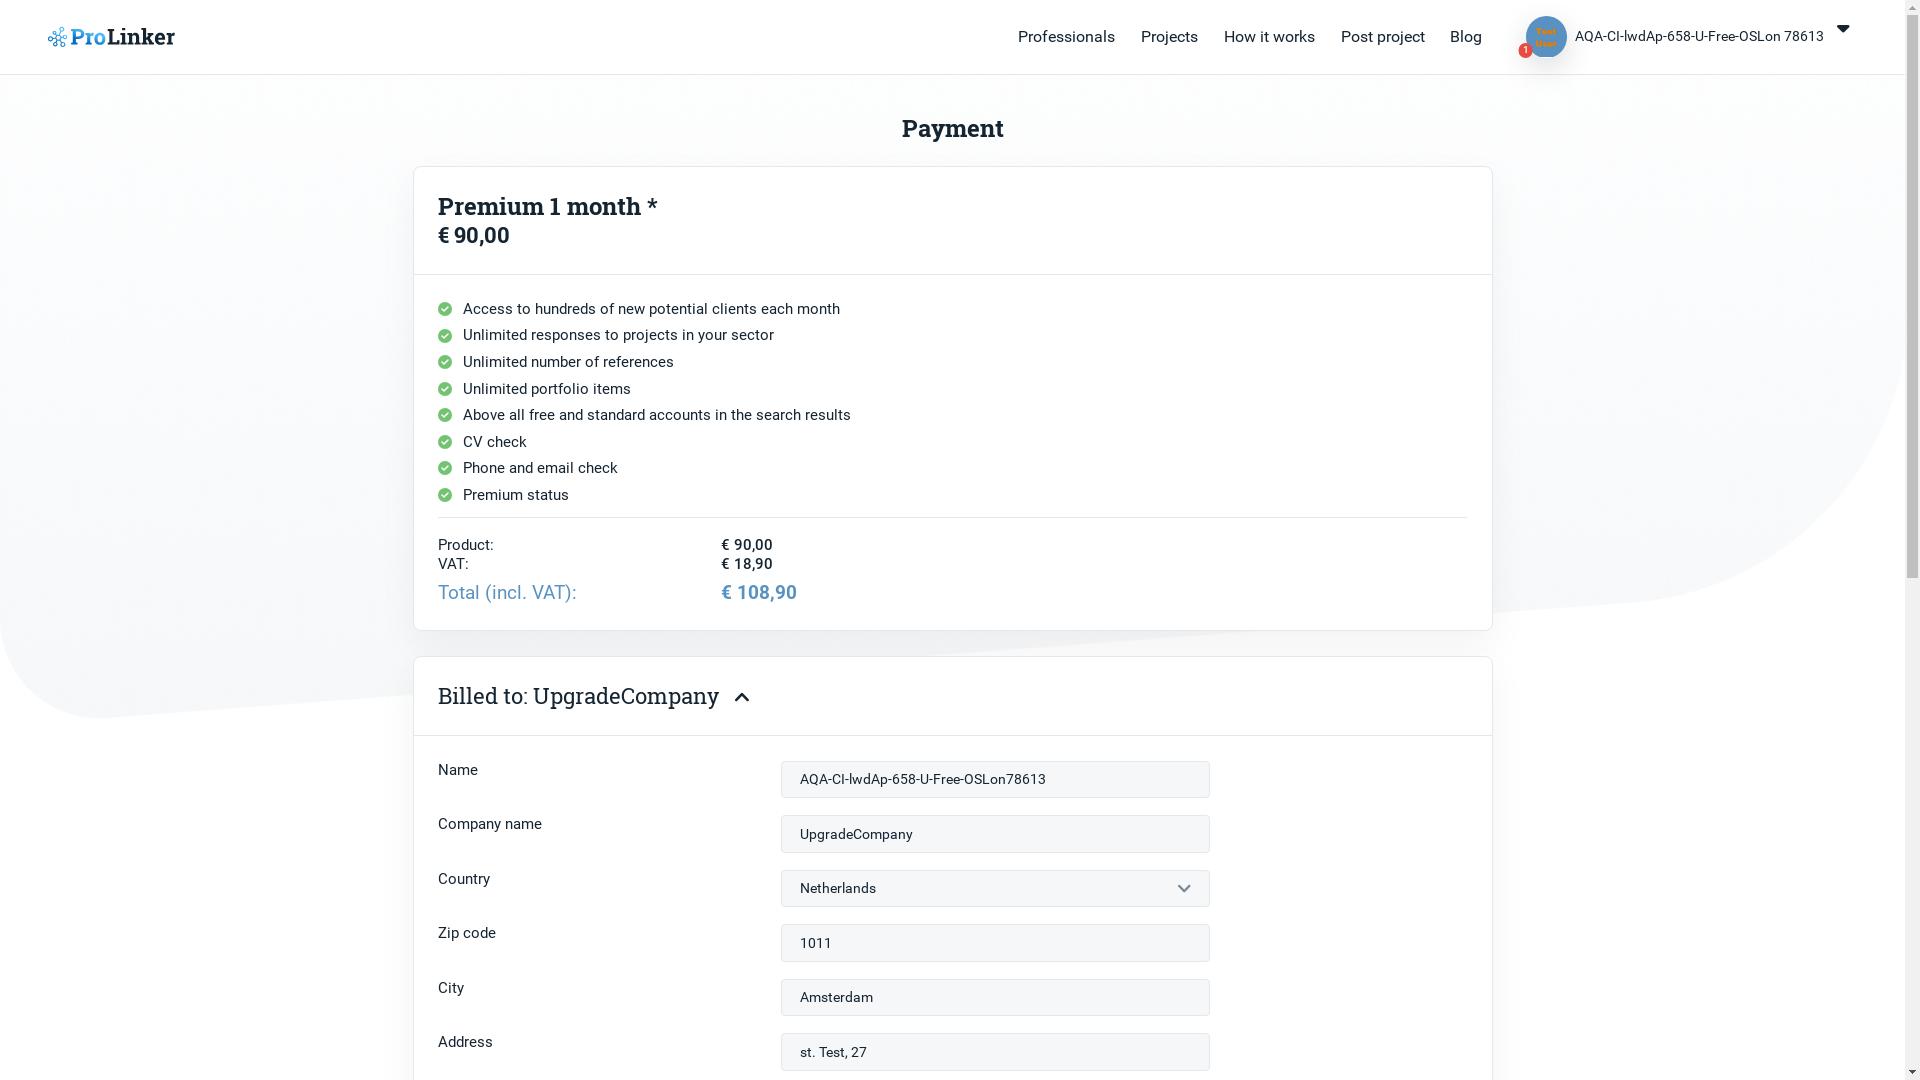 ProLinker
Professionals Projects How it works Post project Blog
Test
User
1
AQA-CI-lwdAp-658-U-Free-OSLon 78613
Payment
Premium 1 month *
€ 90,00
Access to hundreds of new potential clients each month
Unlimited responses to projects in your sector
Unlimited number of references
Unlimited portfolio items
Above all free and standard accounts in the search results
CV check
Phone and email check
Premium status
Product: € 90,00
VAT: € 18,90
Total (incl. VAT): € 108,90
Billed to: UpgradeCompany
Name AQA-CI-lwdAp-658-U-Free-OSLon78613
Company name UpgradeCompany
Country Netherlands
Zip code 1011
City Amsterdam
Address st. Test, 27